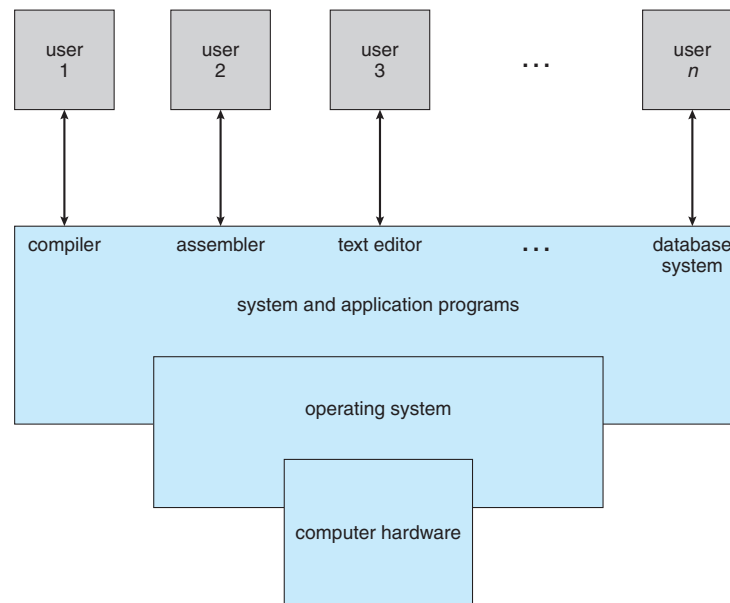 user
1
user
2
user
3
...
user
n
compiler
assembler
text editor
...
database
system
system and application programs
operating system
computer hardware